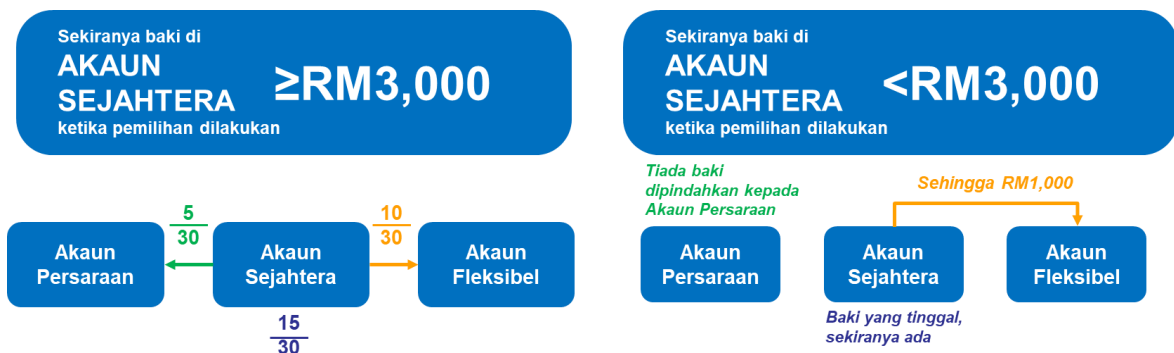 Sekiranya baki di
AKAUN
SEJAHTERA
≥RM3,000
ketika pemilihan dilakukan
5
30
10
30
Akaun
Persaraan
Akaun
Sejahtera
Akaun
Fleksibel
15
30
Sekiranya baki di
AKAUN
SEJAHTERA
<RM3,000
ketika pemilihan dilakukan
Tiada baki
dipindahkan kepada
Akaun Persaraan
Sehingga RM1,000
Akaun
Persaraan
Akaun
Sejahtera
Akaun
Fleksibel
Baki yang tinggal,
sekiranya ada